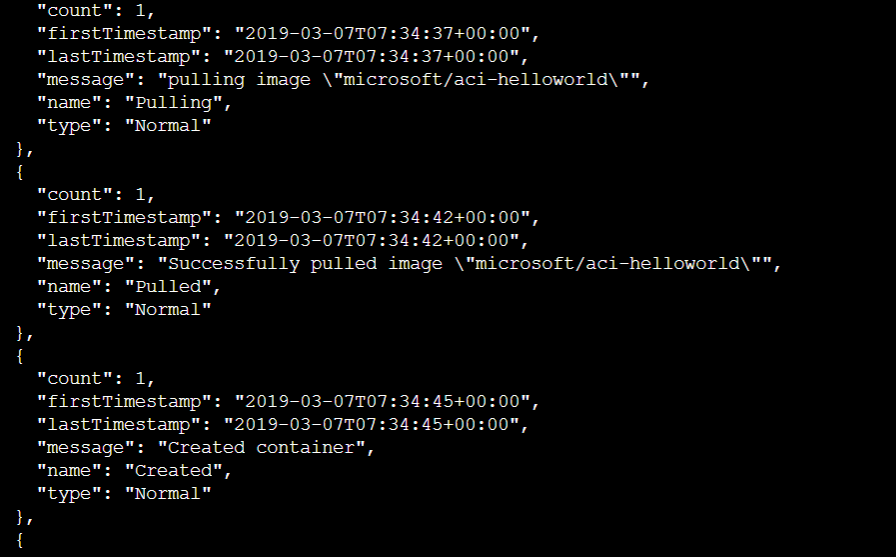 "count": 1,
"firstTimestamp": "2019-03-07T07:34:37+00:00",
"lastTimestamp": "2019-03-07T07:34:37+00:00",
"message": "pulling image \"microsoft/aci-helloworld\"",
"name": "Pulling",
"type": "Normal"
},
{
"count": 1,
"firstTimestamp": "2019-03-07T07:34:42+00:00",
"lastTimestamp": "2019-03-07T07:34:42+00:00",
"message": "Successfully pulled image \"microsoft/aci-helloworld\"",
"name": "Pulled",
"type": "Normal"
},
{
"count": 1,
"firstTimestamp": "2019-03-07T07:34:45+00:00",
"lastTimestamp": "2019-03-07T07:34:45+00:00",
"message": "Created container",
"name": "Created",
"type": "Normal"
},
{